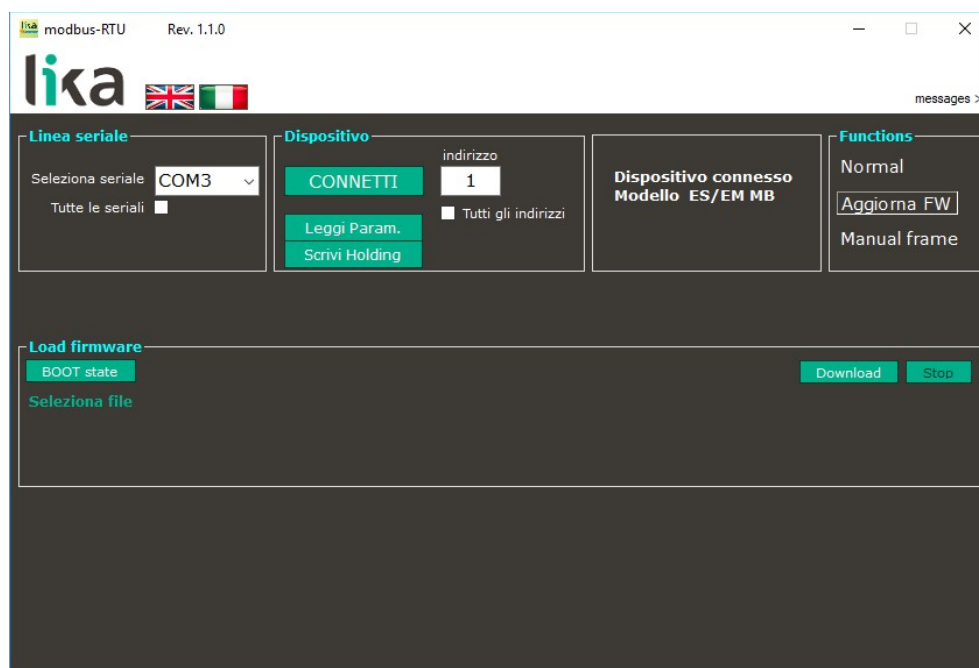 lika modbus-RTU Rev. 1.1.0
lika
messages >
Linea seriale
Seleziona seriale COM3
Tutte le seriali
Dispositivo
indirizzo
CONNETTI 1
Tutti gli indirizzi
Leggi Param.
Scrivi Holding
Dispositivo connesso
Modello ES/EM MB
Functions
Normal
Aggiorna FW
Manual frame
Load firmware
BOOT state Download Stop
Seleziona file